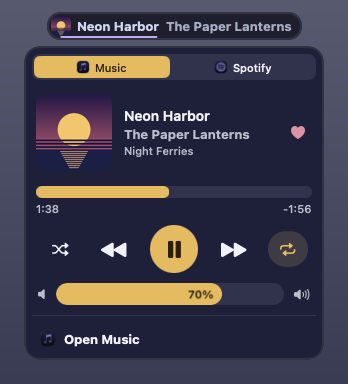 Neon Harbor The Paper Lanterns
Music Spotify
Neon Harbor
The Paper Lanterns
Night Ferries
1:38 -1:56
70%
Open Music